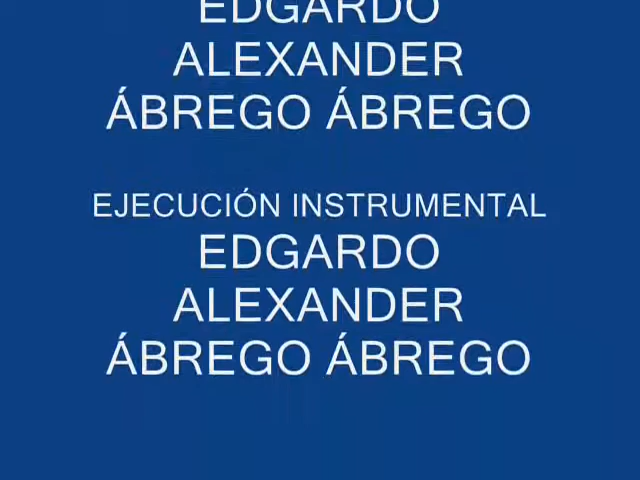 EDGARDO
ALEXANDER
ÁBREGO ÁBREGO
EJECUCIÓN INSTRUMENTAL
EDGARDO
ALEXANDER
ÁBREGO ÁBREGO